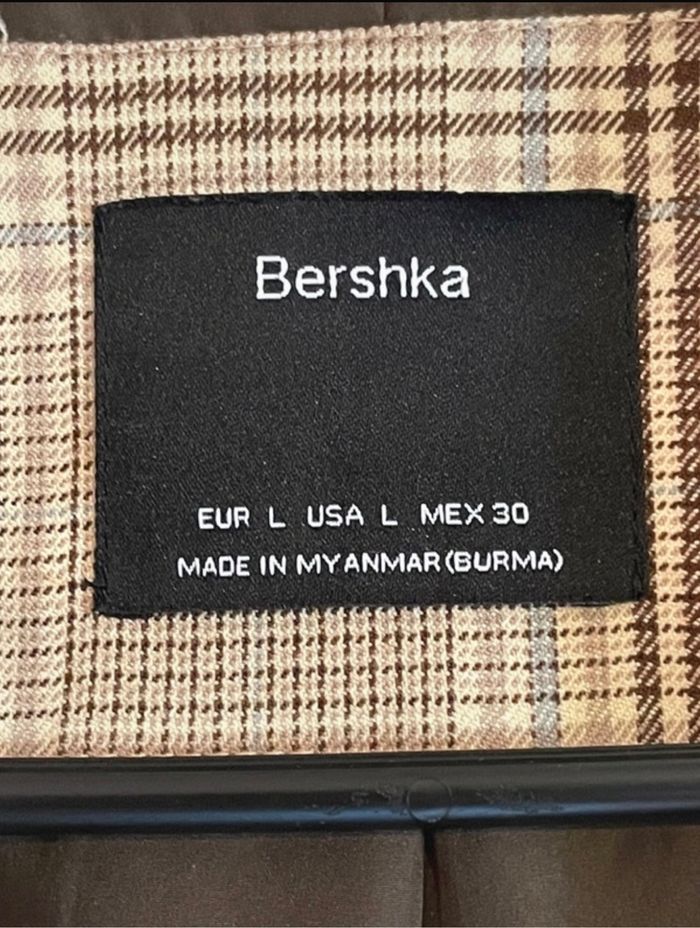 Bershka
EUR L USA L MEX 30
MADE IN MYANMAR (BURMA)